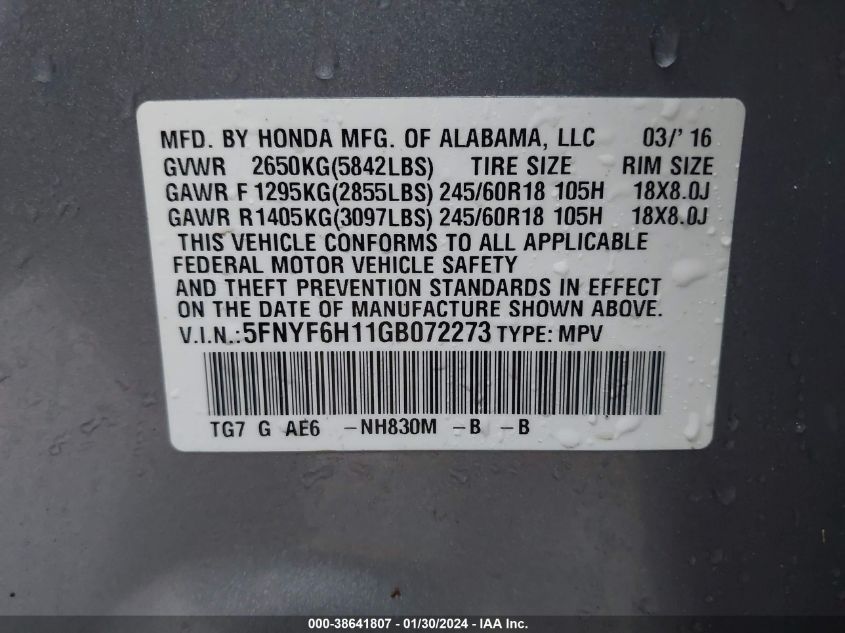 MFD. BY HONDA MFG. OF ALABAMA, LLC 03/' 16
GVWR 2650KG(5842LBS) TIRE SIZE RIM SIZE
GAWR F 1295KG(2855LBS) 245/60R18 105H 18X8.0J
GAWR R1405KG(3097LBS) 245/60R18 105H 18X8.0J
THIS VEHICLE CONFORMS TO ALL APPLICABLE
FEDERAL MOTOR VEHICLE SAFETY
AND THEFT PREVENTION STANDARDS IN EFFECT
ON THE DATE OF MANUFACTURE SHOWN ABOVE.
V.I.N.: 5FNYF6H11GB072273 TYPE: MPV
TG7 G AE6 -NH830M -B -B
000-38641807 - 01/30/2024 - IAA Inc.